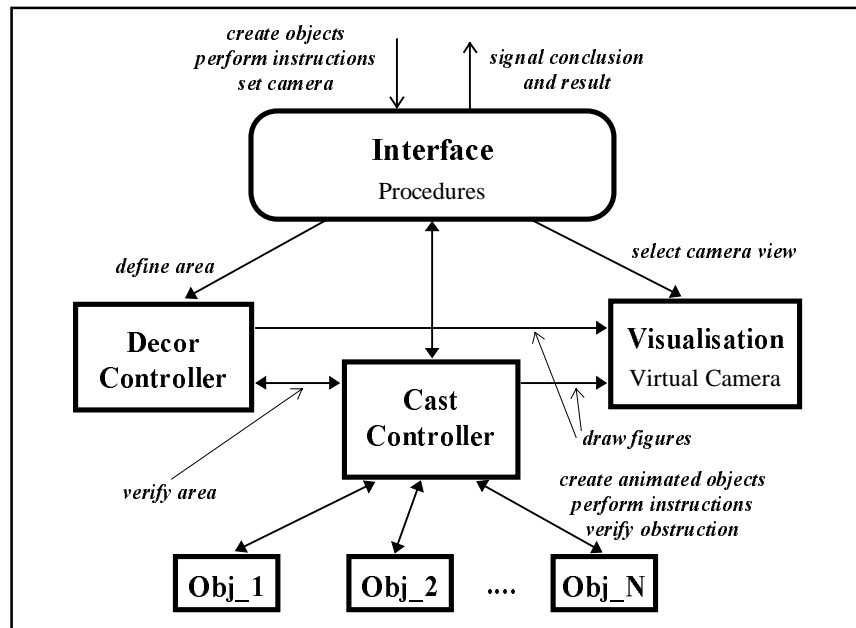 create objects
perform instructions
set camera
signal conclusion
and result
Interface
Procedures
define area
select camera view
Decor
Controller
Visualisation
Virtual Camera
Cast
Controller
draw figures
verify area
create animated objects
perform instructions
verify obstruction
Obj_1
Obj_2
....
Obj_N